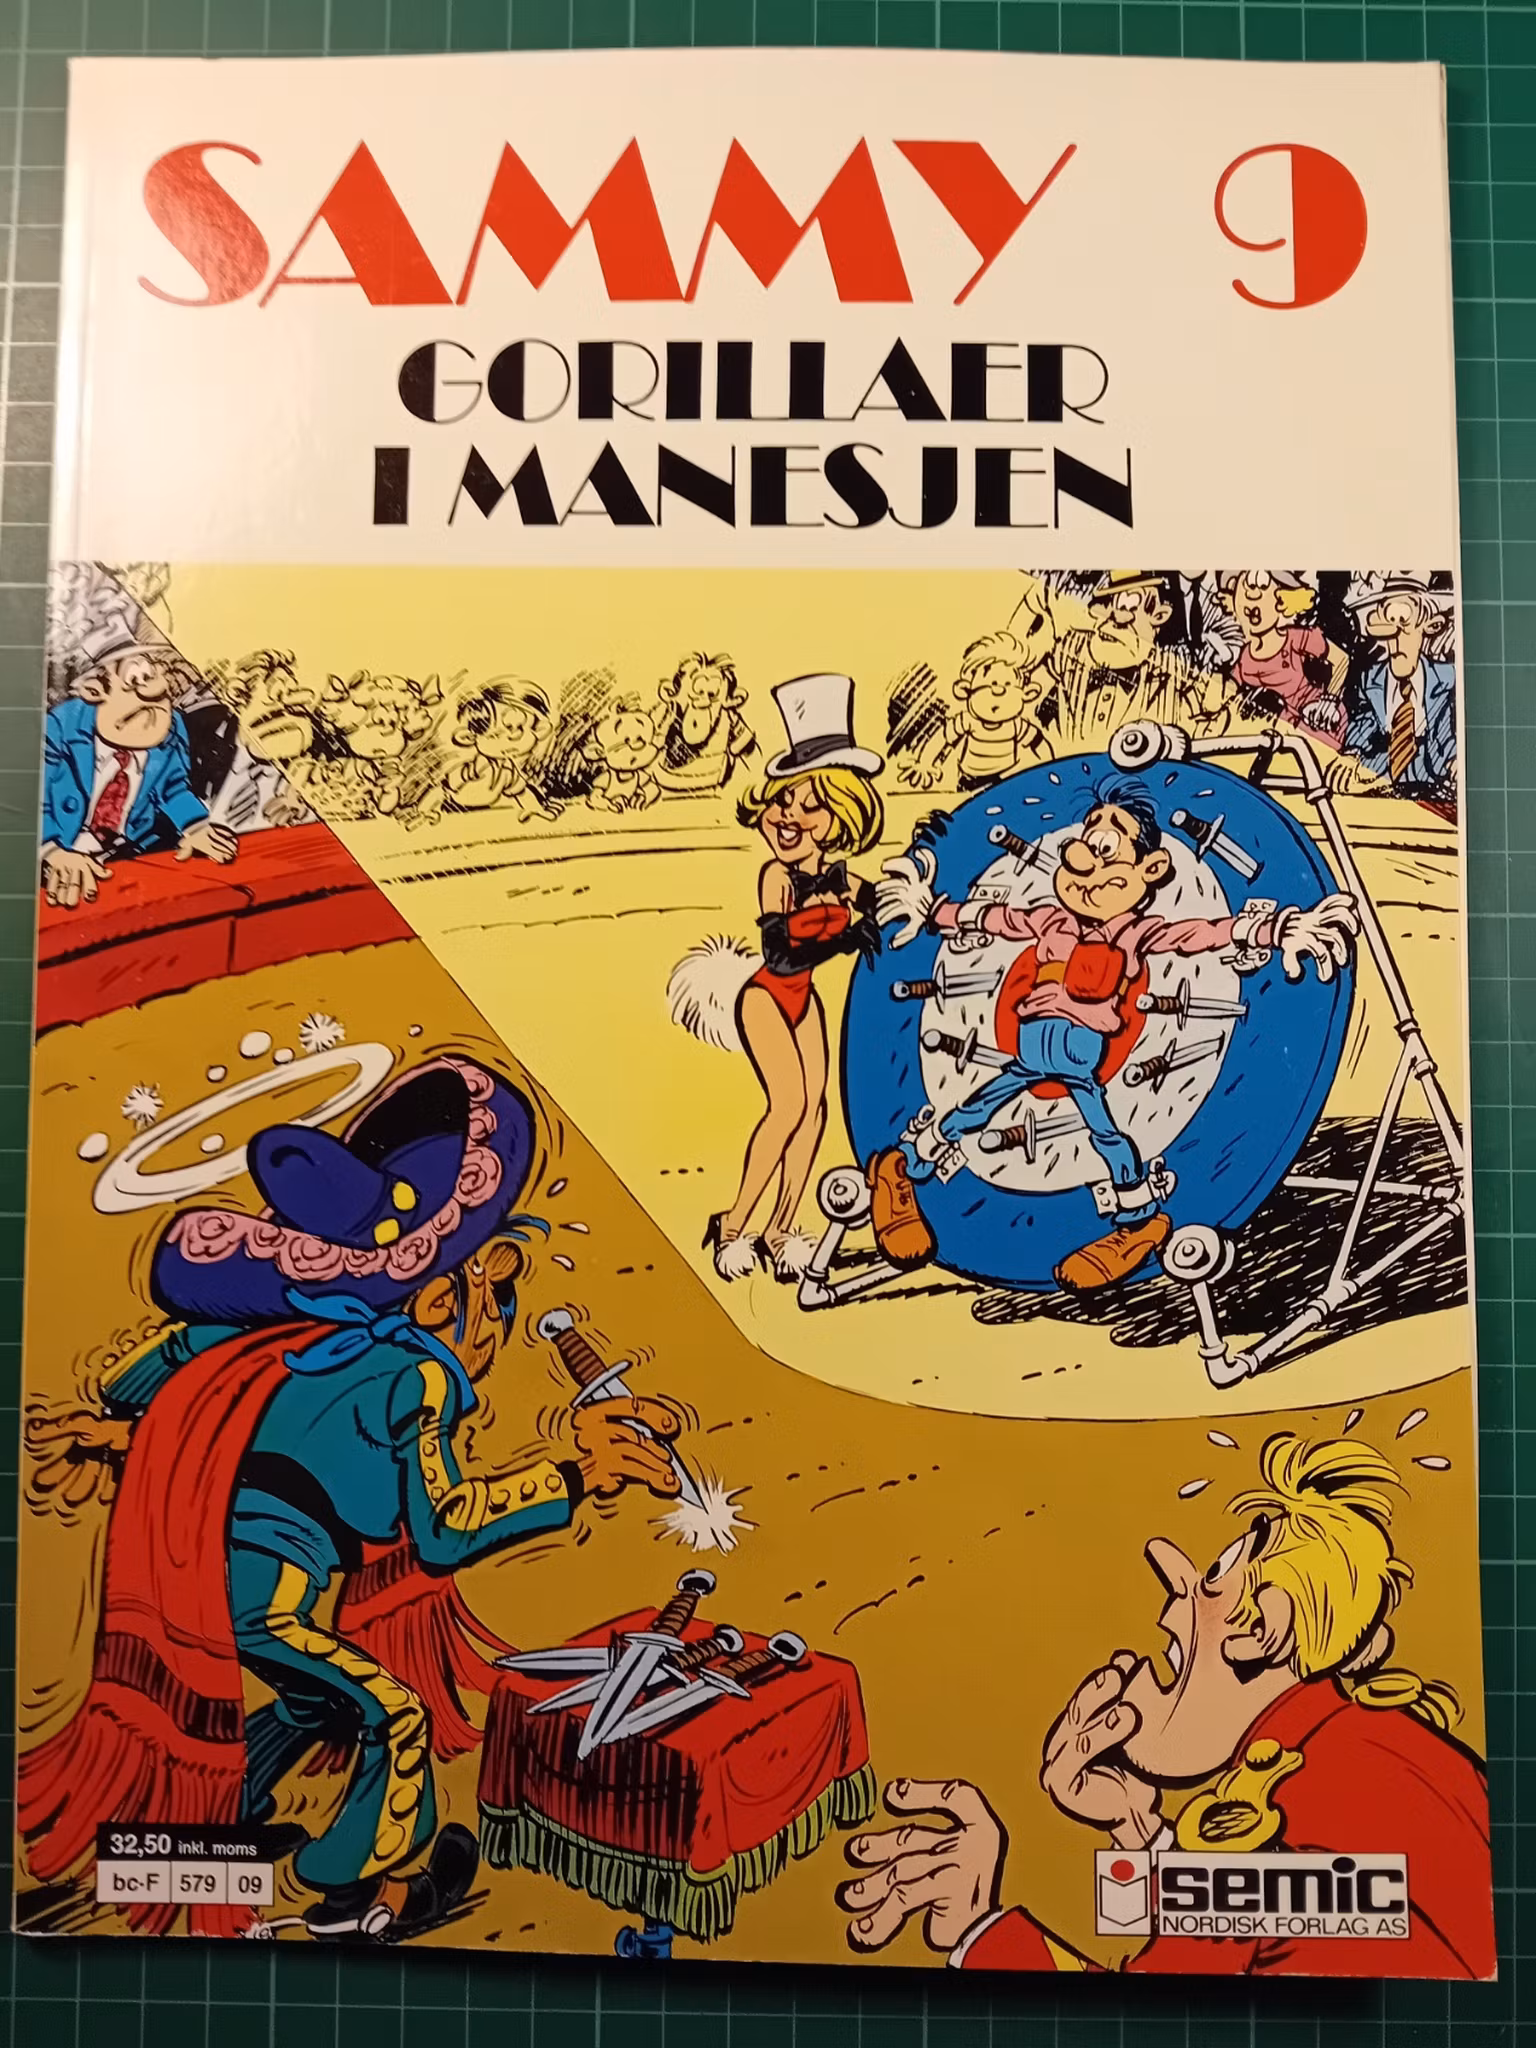 SAMMY 9
GORILLAER
I MANESJEN
32,50 inkl. moms
bc-F 579 09
semic
NORDISK FORLAG AS